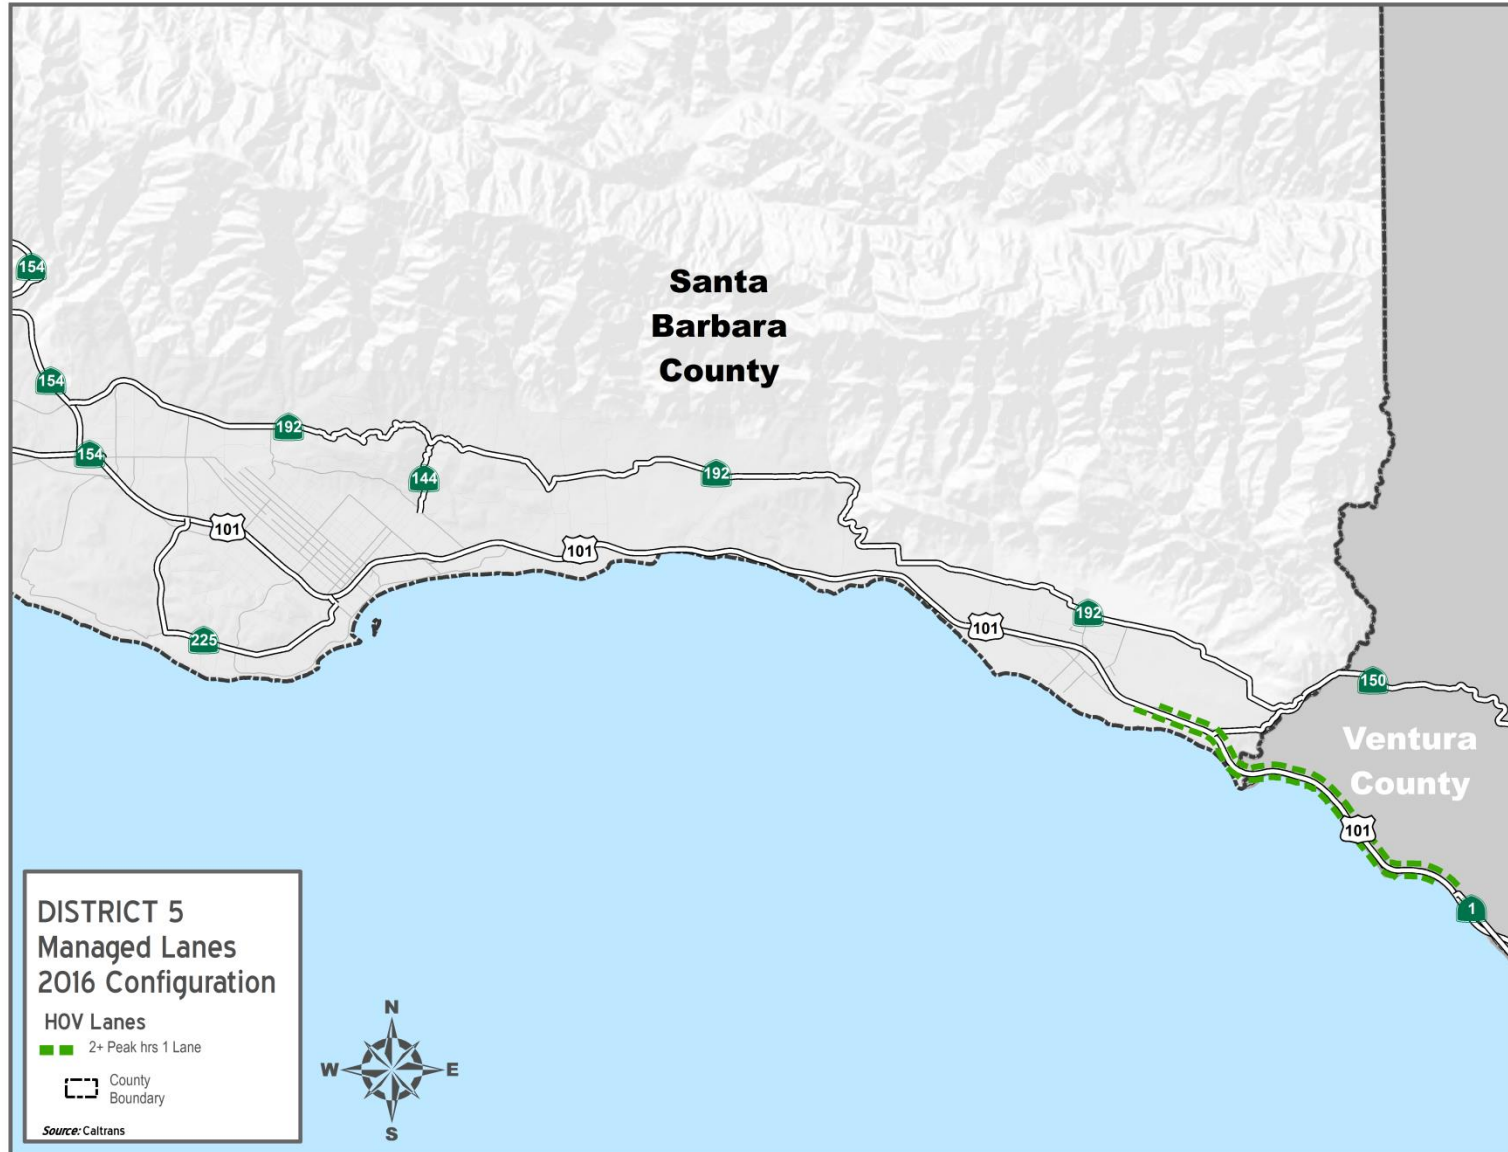 154
Santa
Barbara
County
154
192
154
144
192
101
101
192
101
225
150
Ventura
County
101
1
DISTRICT 5
Managed Lanes
2016 Configuration
HOV Lanes
2+ Peak hrs 1 Lane
County
Boundary
Source: Caltrans
N
W E
S